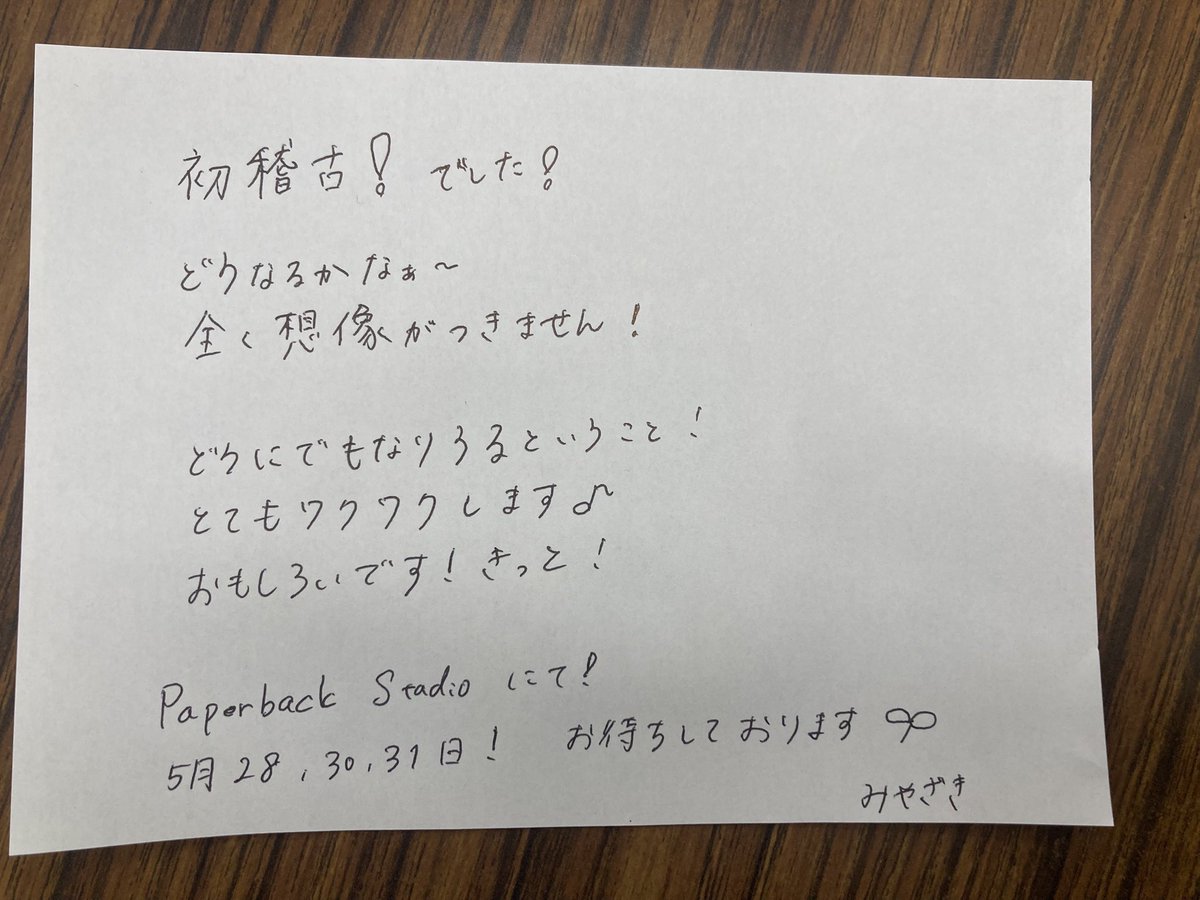 初稽古！でした！
どうなるかなぁ〜
全く想像がつきません！
どうにでもなりうるということ！
とてもワクワクします♪
おもしろいです！きっと！
Paperback Stadio にて！
5月28,30,31日！ お待ちしております
みやざき